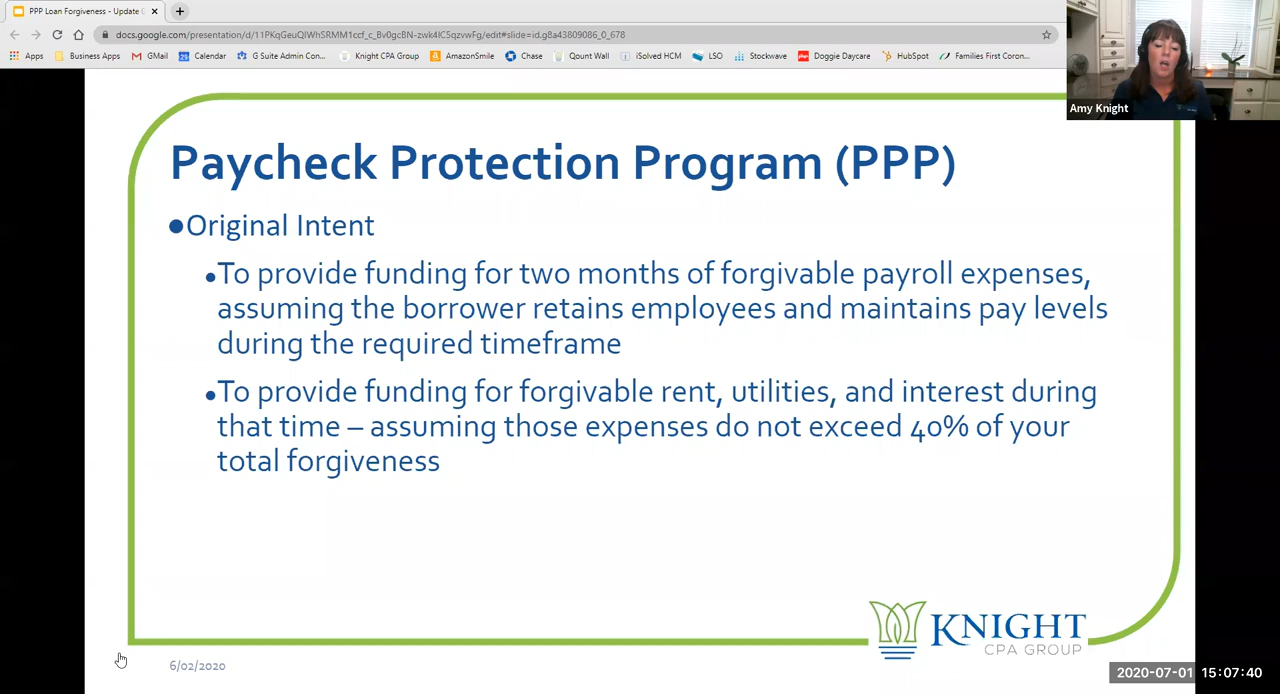 PPP Loan Forgiveness - Update
docs.google.com/presentation/d/11PKqGeuQIWhSRMM1ccf_c_Bv0gcBN-zwk4IC5qzvwFg/edit#slide=id.g8a43809086_0_678
Apps Business Apps GMail Calendar G Suite Admin Con... Knight CPA Group AmazonSmile Chase Qount Wall iSolved HCM LSO Stockwave Doggie Daycare HubSpot Families First Coron...
Amy Knight
Paycheck Protection Program (PPP)
●Original Intent
●To provide funding for two months of forgivable payroll expenses,
assuming the borrower retains employees and maintains pay levels
during the required timeframe
●To provide funding for forgivable rent, utilities, and interest during
that time – assuming those expenses do not exceed 40% of your
total forgiveness
KNIGHT
CPA GROUP
6/02/2020
2020-07-01 15:07:40